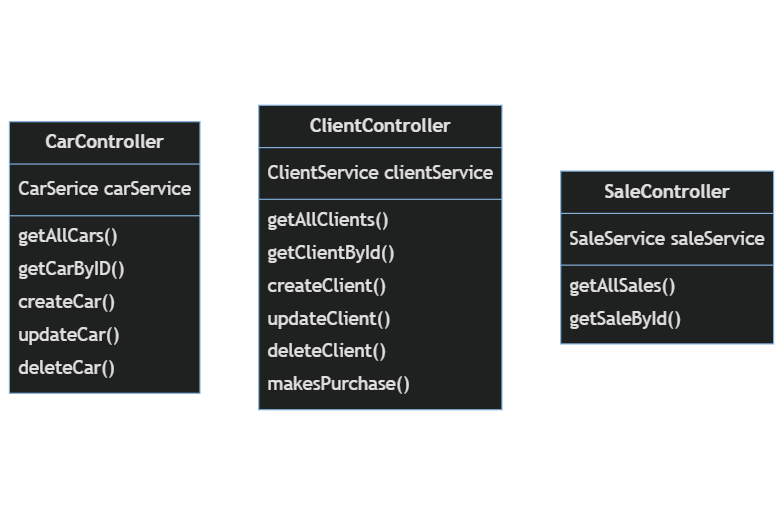 CarController
CarSerice carService
getAllCars()
getCarByID()
createCar()
updateCar()
deleteCar()
ClientController
ClientService clientService
getAllClients()
getClientById()
createClient()
updateClient()
deleteClient()
makesPurchase()
SaleController
SaleService saleService
getAllSales()
getSaleById()